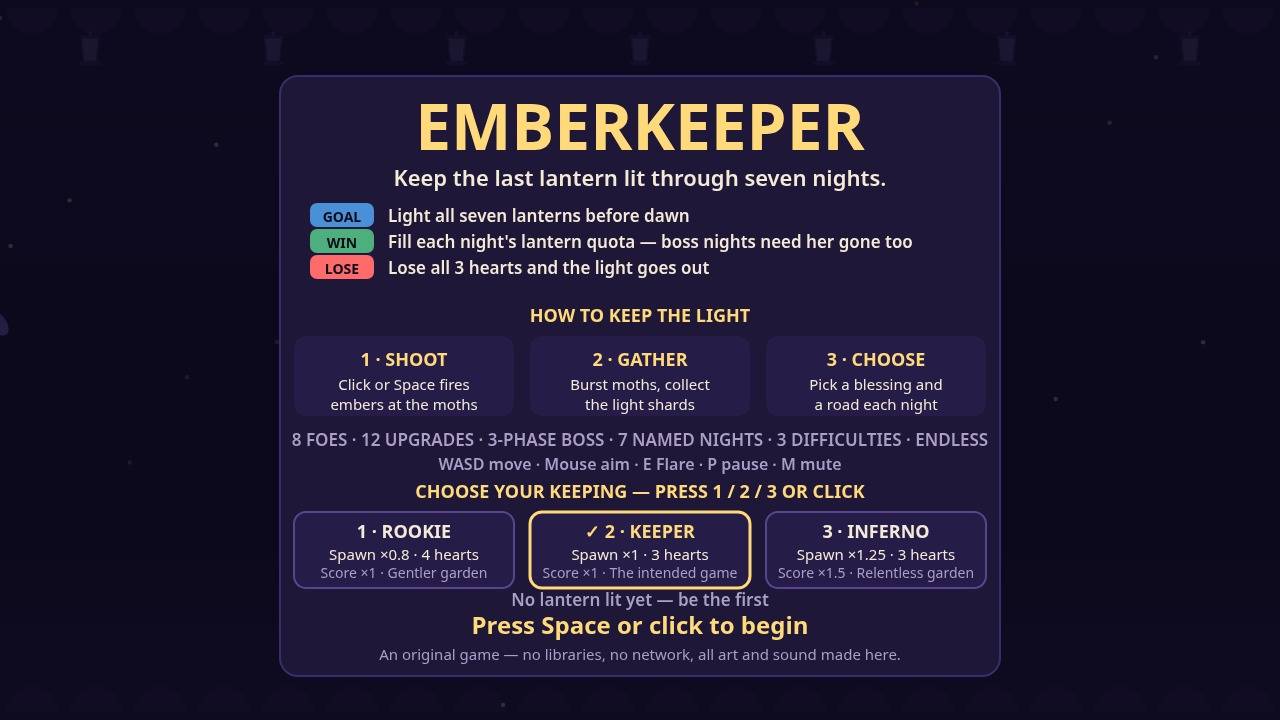 EMBERKEEPER
Keep the last lantern lit through seven nights.
GOAL Light all seven lanterns before dawn
WIN Fill each night's lantern quota — boss nights need her gone too
LOSE Lose all 3 hearts and the light goes out
HOW TO KEEP THE LIGHT
1 · SHOOT
Click or Space fires
embers at the moths
2 · GATHER
Burst moths, collect
the light shards
3 · CHOOSE
Pick a blessing and
a road each night
8 FOES · 12 UPGRADES · 3-PHASE BOSS · 7 NAMED NIGHTS · 3 DIFFICULTIES · ENDLESS
WASD move · Mouse aim · E Flare · P pause · M mute
CHOOSE YOUR KEEPING — PRESS 1 / 2 / 3 OR CLICK
1 · ROOKIE
Spawn ×0.8 · 4 hearts
Score ×1 · Gentler garden
✓ 2 · KEEPER
Spawn ×1 · 3 hearts
Score ×1 · The intended game
3 · INFERNO
Spawn ×1.25 · 3 hearts
Score ×1.5 · Relentless garden
No lantern lit yet — be the first
Press Space or click to begin
An original game — no libraries, no network, all art and sound made here.